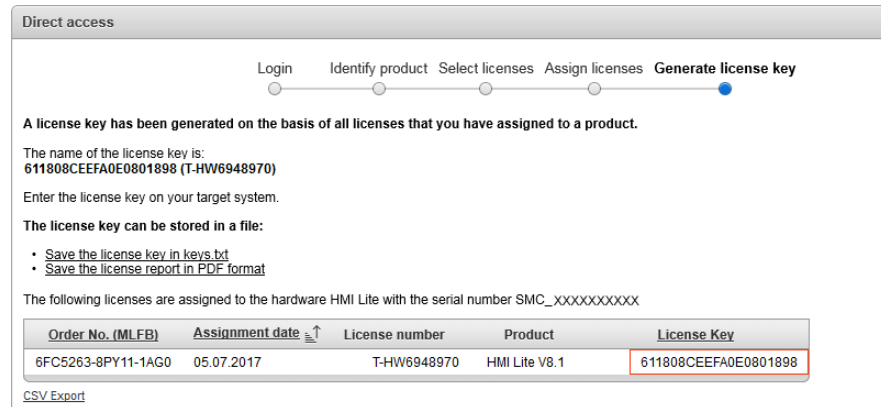 Direct access
Login Identify product Select licenses Assign licenses Generate license key
A license key has been generated on the basis of all licenses that you have assigned to a product.
The name of the license key is:
611808CEEFA0E0801898 (T-HW6948970)
Enter the license key on your target system.
The license key can be stored in a file:
• Save the license key in keys.txt
• Save the license report in PDF format
The following licenses are assigned to the hardware HMI Lite with the serial number SMC_XXXXXXXXXX
Order No. (MLFB) Assignment date License number Product License Key
6FC5263-8PY11-1AG0 05.07.2017 T-HW6948970 HMI Lite V8.1 611808CEEFA0E0801898
CSV Export